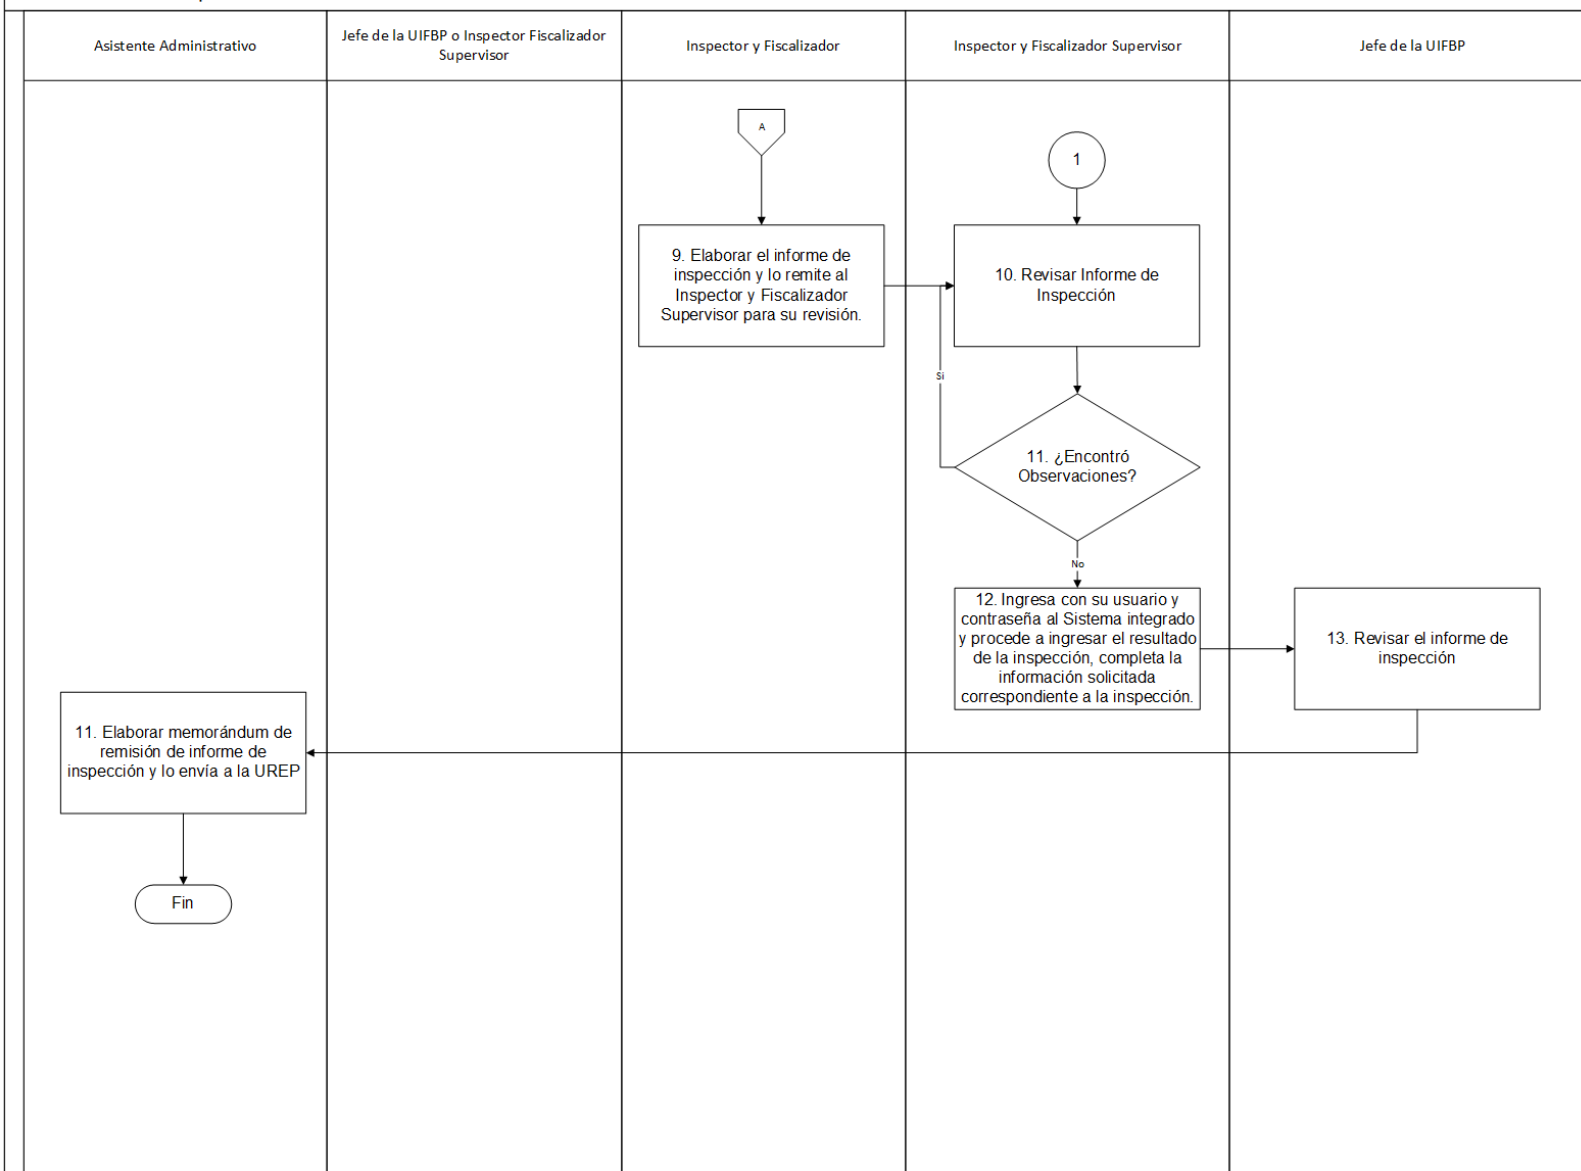 Asistente Administrativo
Jefe de la UIFBP o Inspector Fiscalizador
Supervisor
Inspector y Fiscalizador
Inspector y Fiscalizador Supervisor
Jefe de la UIFBP
A
1
9. Elaborar el informe de
inspección y lo remite al
Inspector y Fiscalizador
Supervisor para su revisión.
10. Revisar Informe de
Inspección
Si
11. ¿Encontró
Observaciones?
No
12. Ingresa con su usuario y
contraseña al Sistema integrado
y procede a ingresar el resultado
de la inspección, completa la
información solicitada
correspondiente a la inspección.
13. Revisar el informe de
inspección
11. Elaborar memorándum de
remisión de informe de
inspección y lo envía a la UREP
Fin